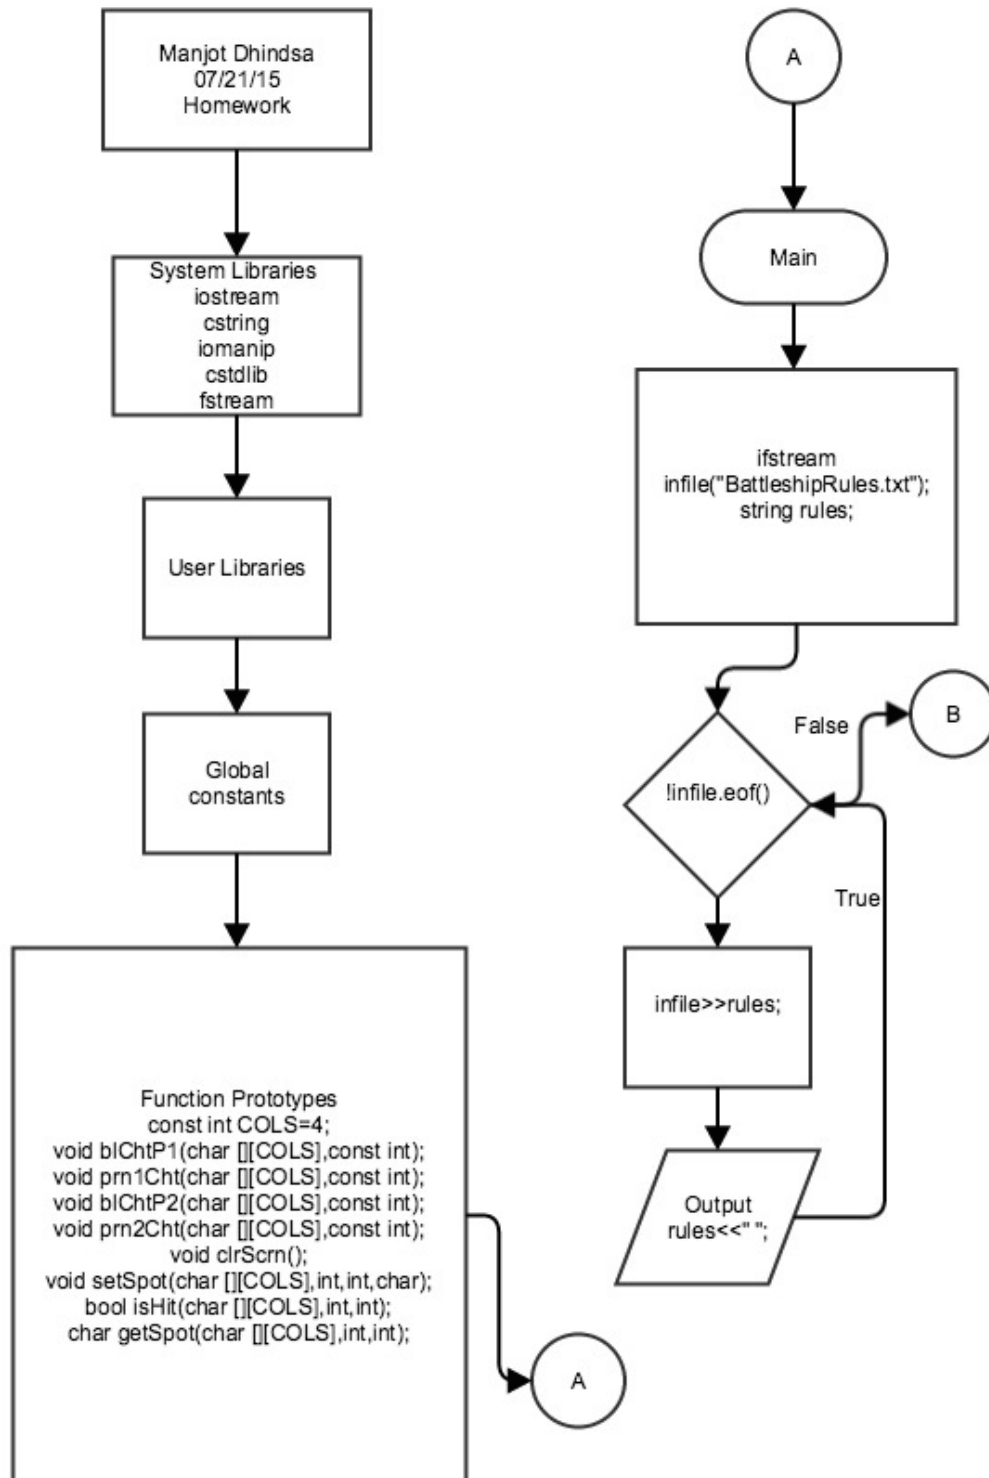 Manjot Dhindsa
07/21/15
Homework
System Libraries
iostream
cstring
iomanip
cstdlib
fstream
User Libraries
Global
constants
Function Prototypes
const int COLS=4;
void blChtP1(char [][COLS],const int);
void prn1Cht(char [][COLS],const int);
void blChtP2(char [][COLS],const int);
void prn2Cht(char [][COLS],const int);
void clrScrn();
void setSpot(char [][COLS],int,int,char);
bool isHit(char [][COLS],int,int);
char getSpot(char [][COLS],int,int);
A
A
Main
ifstream
infile("BattleshipRules.txt");
string rules;
!infile.eof()
False
B
True
infile>>rules;
Output
rules<<" ";